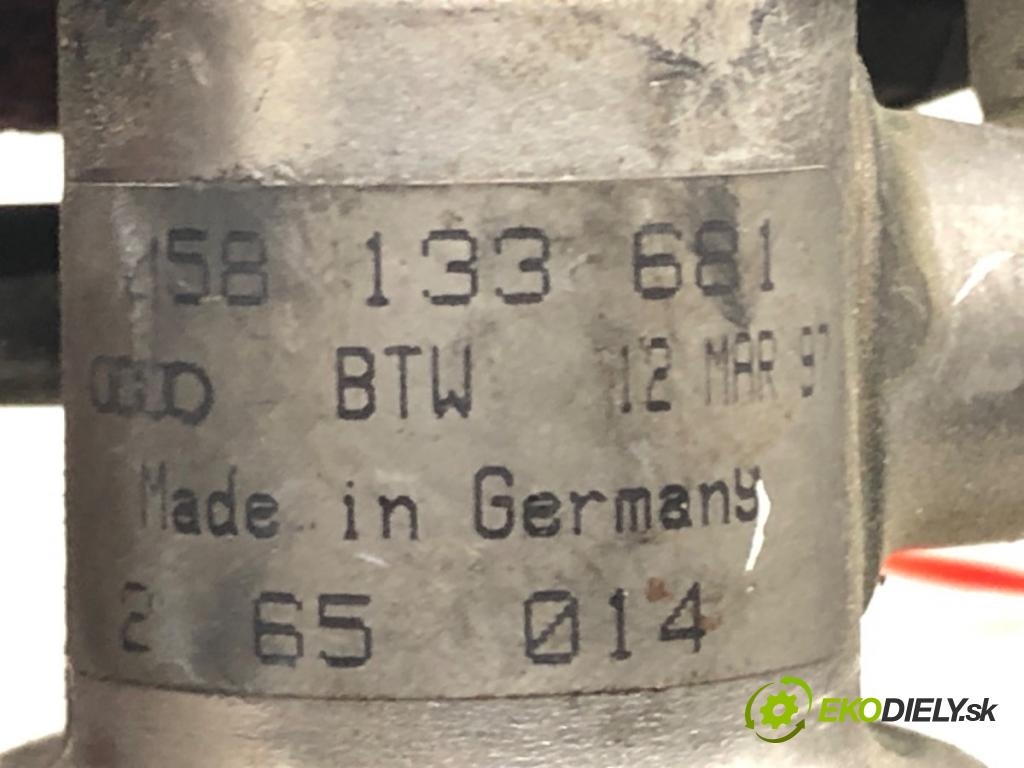 058 133 681
BTW 12 MAR 97
Made in Germany
2 65 014
EKODIELY.sk